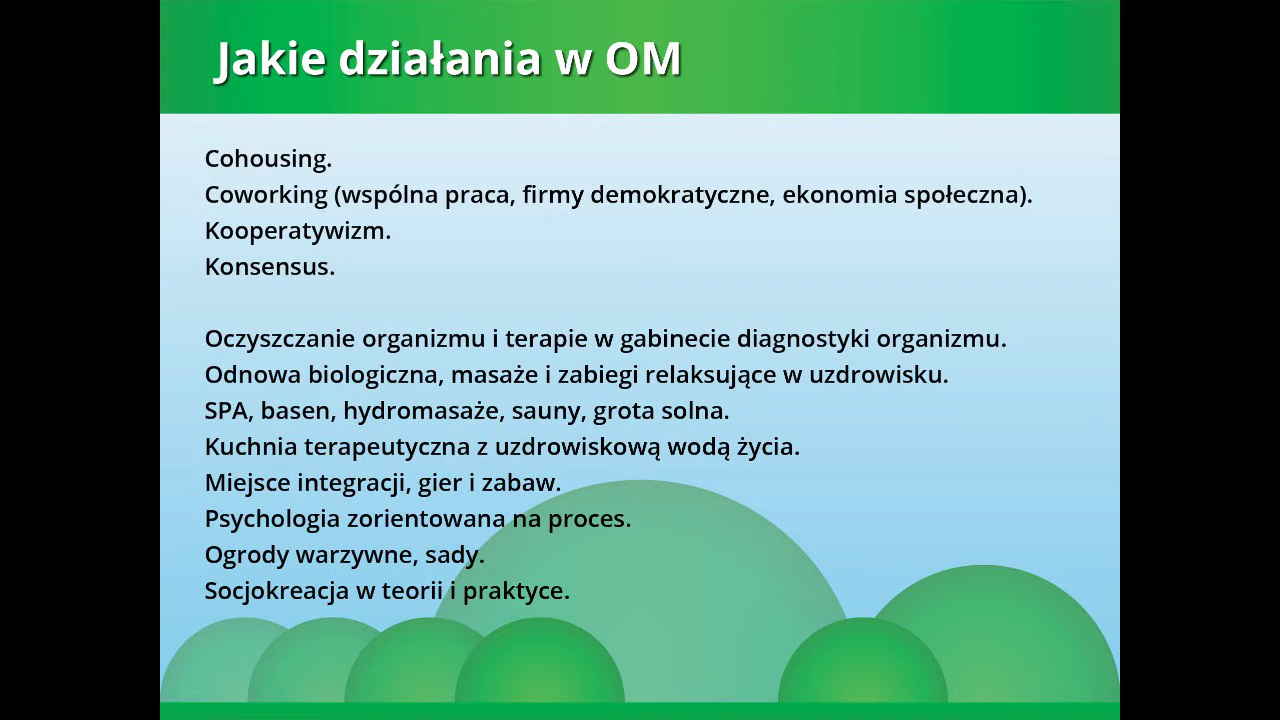 Jakie działania w OM
Cohousing.
Coworking (wspólna praca, firmy demokratyczne, ekonomia społeczna).
Kooperatywizm.
Konsensus.
Oczyszczanie organizmu i terapie w gabinecie diagnostyki organizmu.
Odnowa biologiczna, masaże i zabiegi relaksujące w uzdrowisku.
SPA, basen, hydromasaże, sauny, grota solna.
Kuchnia terapeutyczna z uzdrowiskową wodą życia.
Miejsce integracji, gier i zabaw.
Psychologia zorientowana na proces.
Ogrody warzywne, sady.
Socjokreacja w teorii i praktyce.